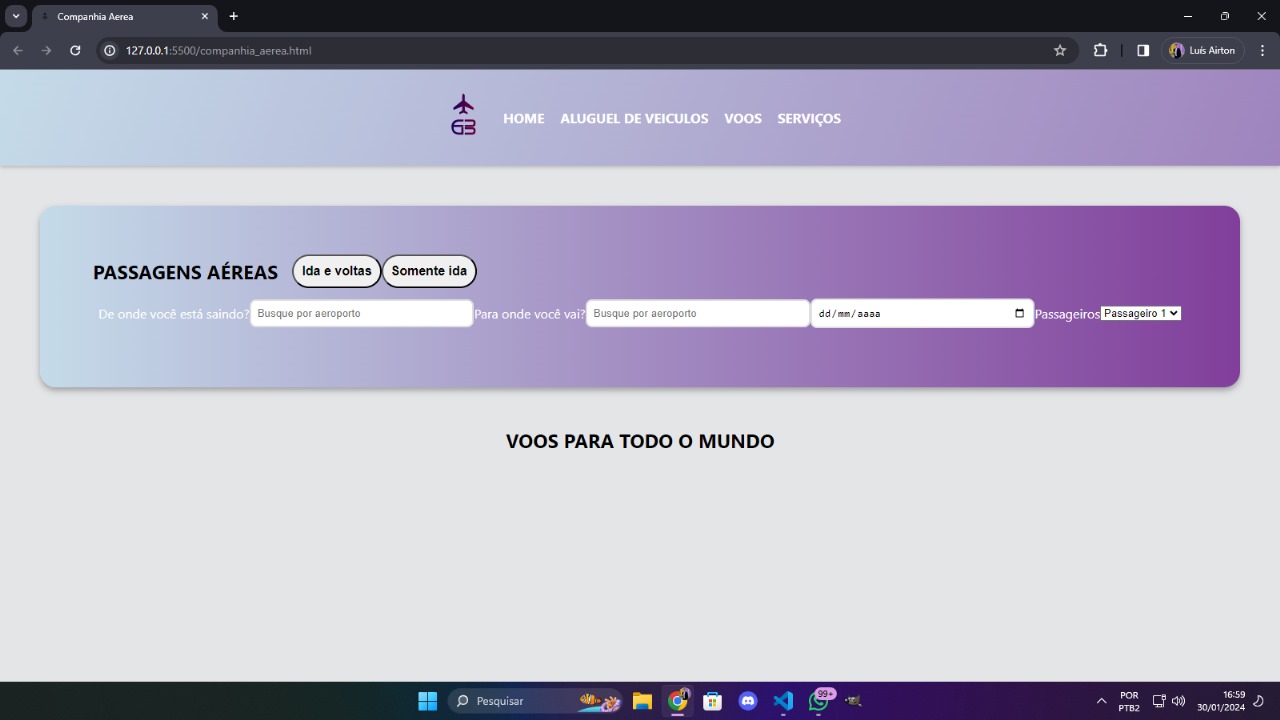 Companhia Aerea
127.0.0.1:5500/companhia_aerea.html
Luís Airton
GB
HOME ALUGUEL DE VEICULOS VOOS SERVIÇOS
PASSAGENS AÉREAS Ida e voltas Somente ida
De onde você está saindo? Busque por aeroporto Para onde você vai? Busque por aeroporto dd/mm/aaaa Passageiros Passageiro 1
VOOS PARA TODO O MUNDO
Pesquisar
99+
POR
PTB2
16:59
30/01/2024